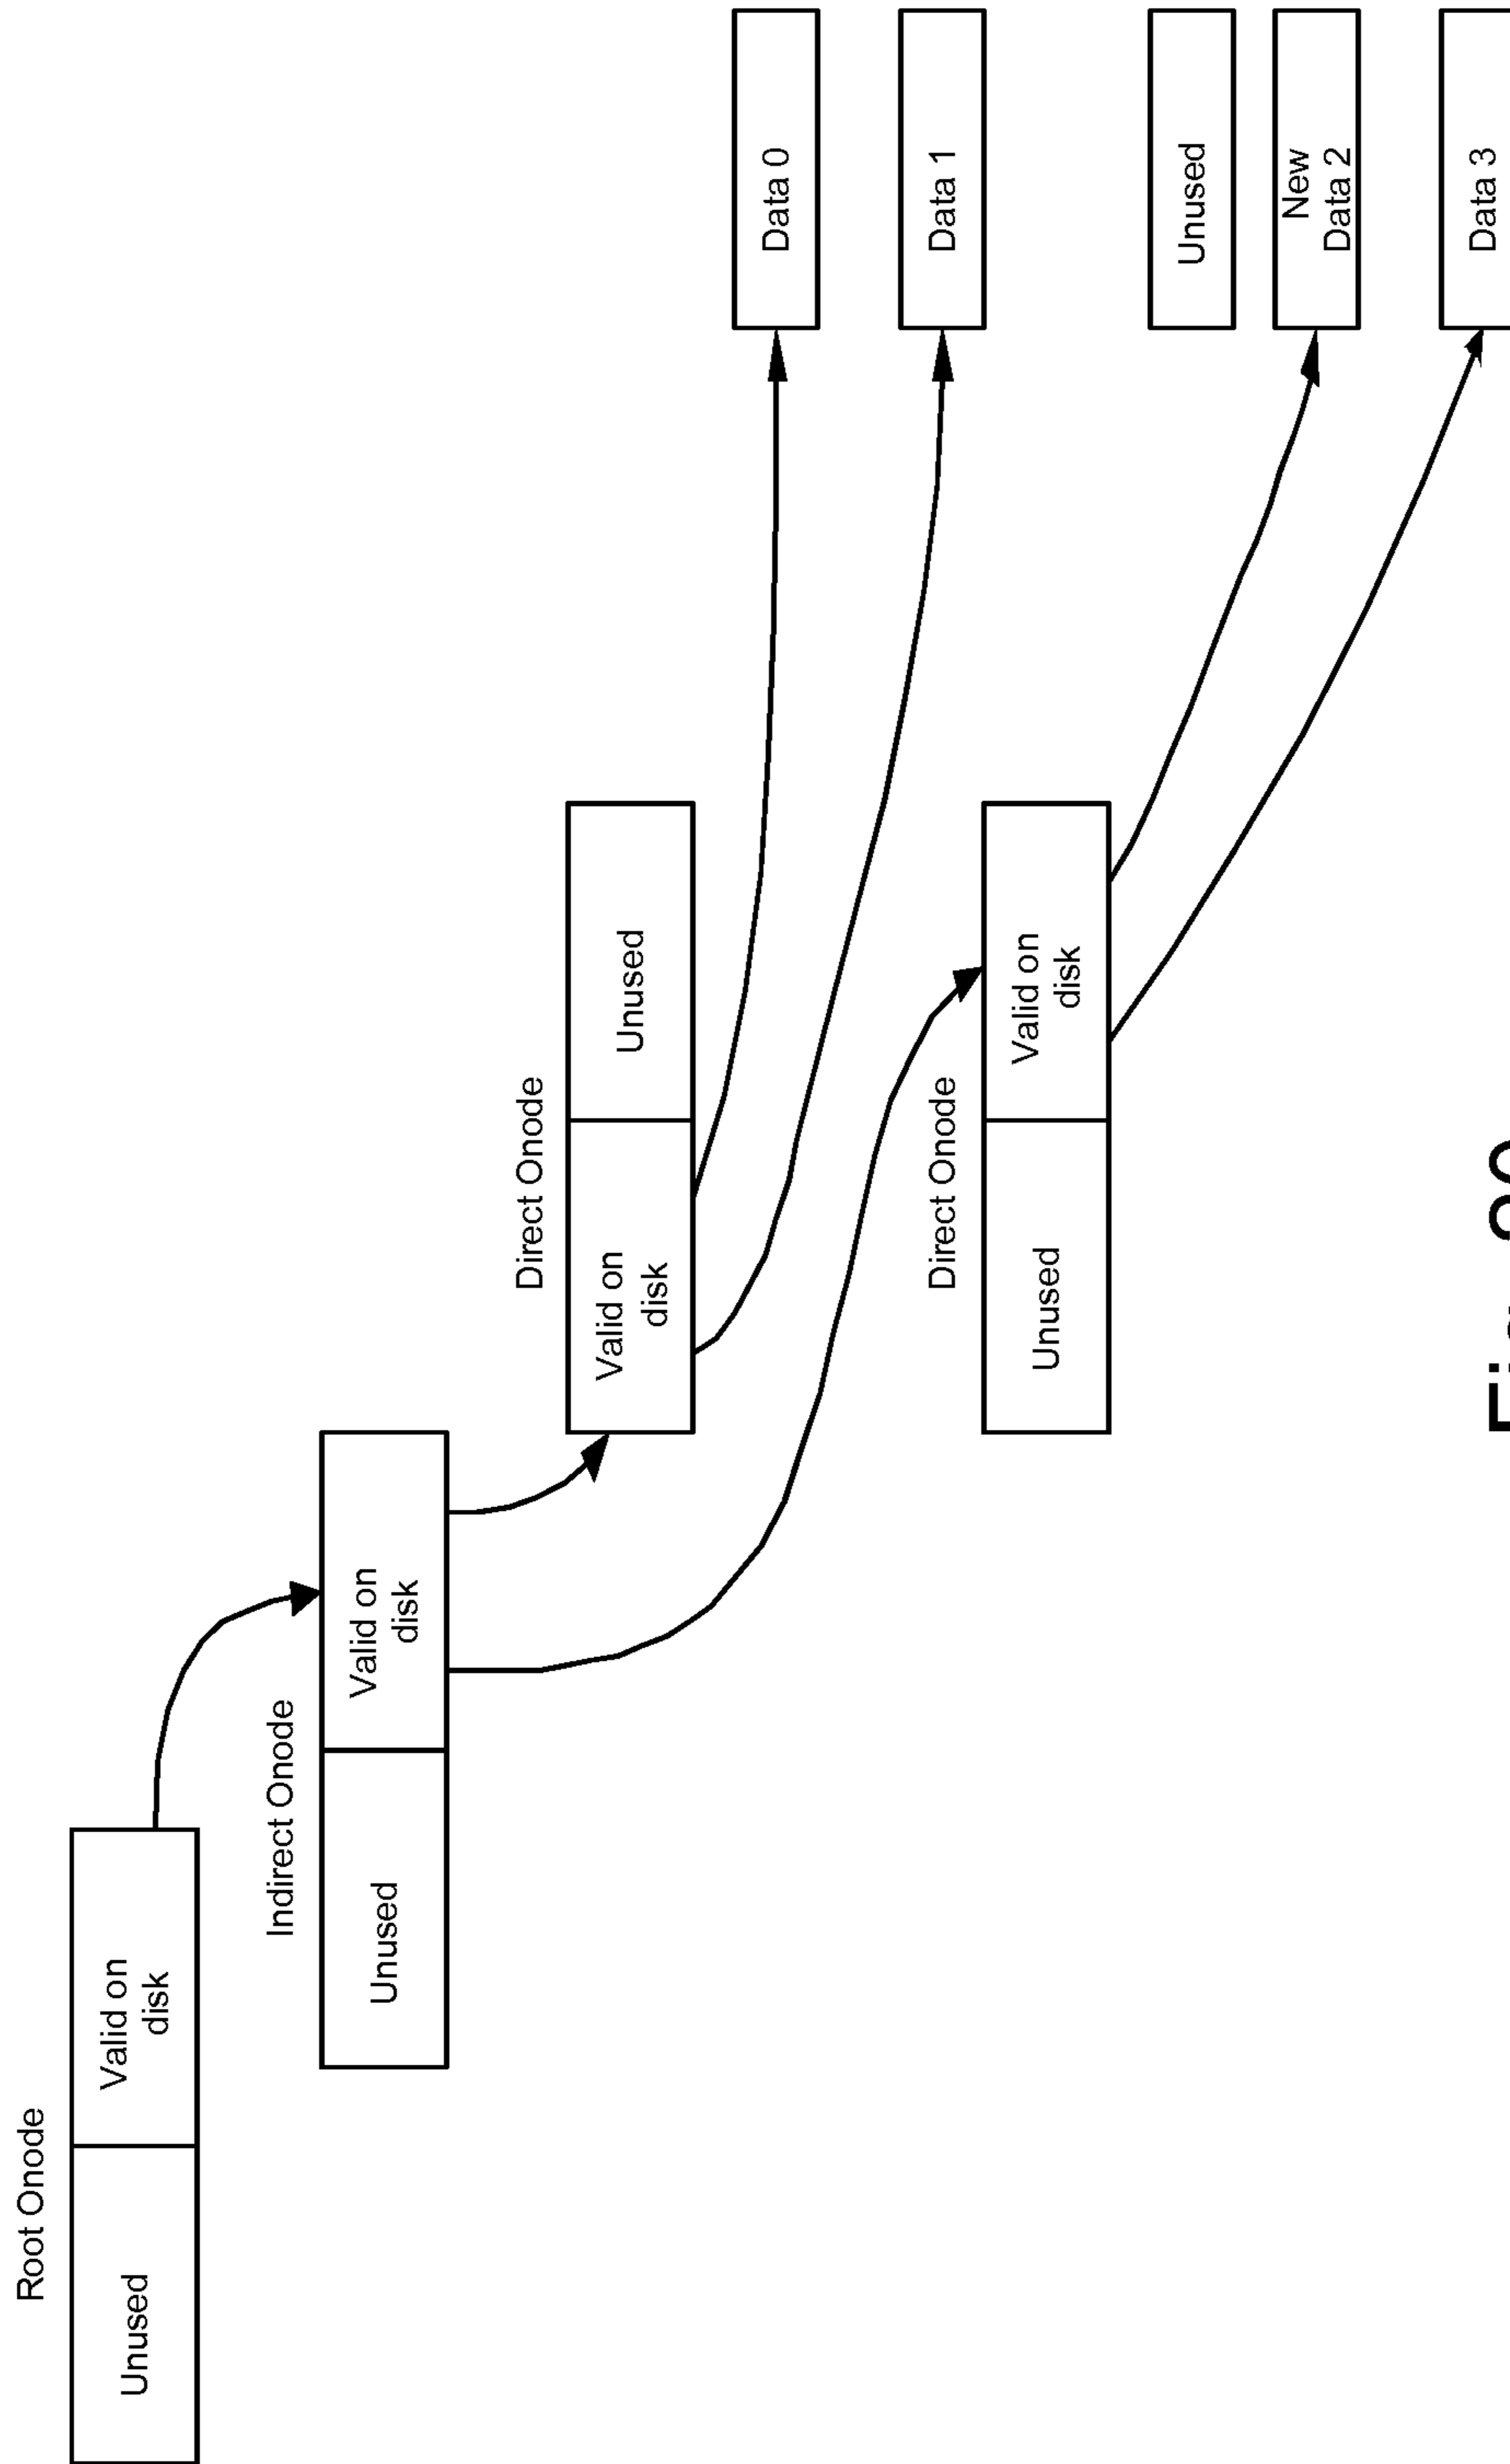 Root Onode
Unused
Valid on
disk
Indirect Onode
Unused
Valid on
disk
Direct Onode
Valid on
disk
Unused
Data 0
Data 1
Direct Onode
Unused
Valid on
disk
Unused
New
Data 2
Data 3